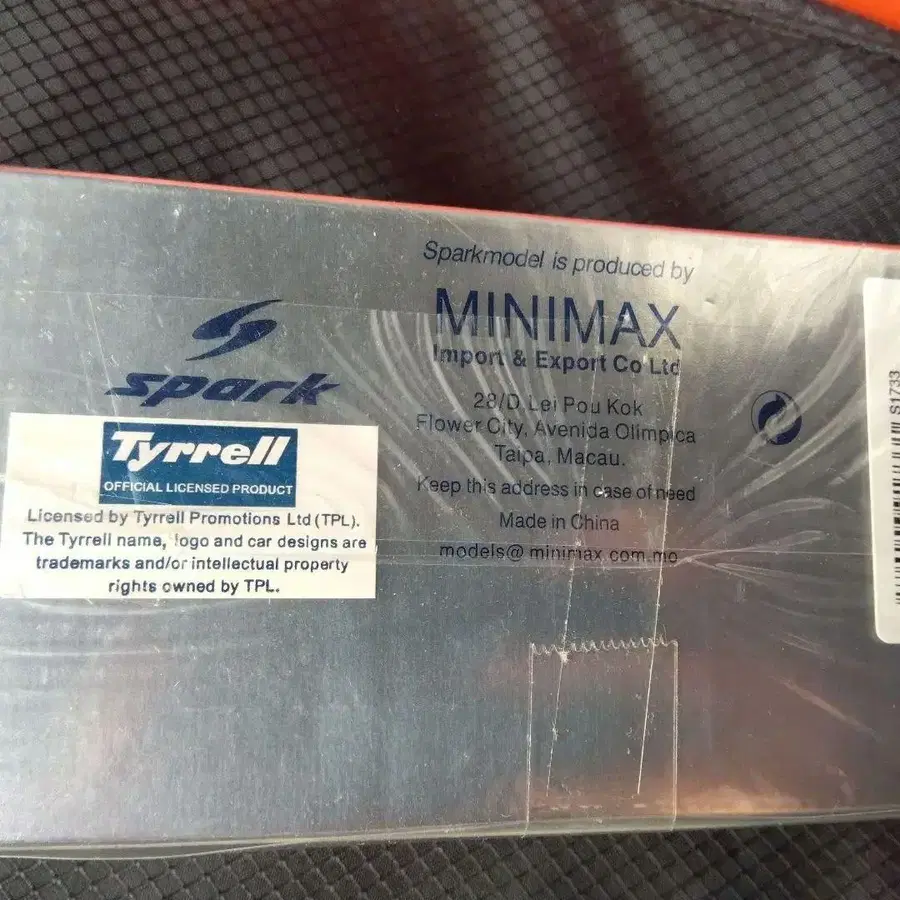 Sparkmodel is produced by
MINIMAX
Import & Export Co Ltd
28/D Lei Pou Kok
Flower City, Avenida Olimpica
Taipa, Macau.
Keep this address in case of need
Made in China
models@minimax.com.mo
spark
Tyrrell
OFFICIAL LICENSED PRODUCT
Licensed by Tyrrell Promotions Ltd (TPL).
The Tyrrell name, logo and car designs are
trademarks and/or intellectual property
rights owned by TPL.
S1733